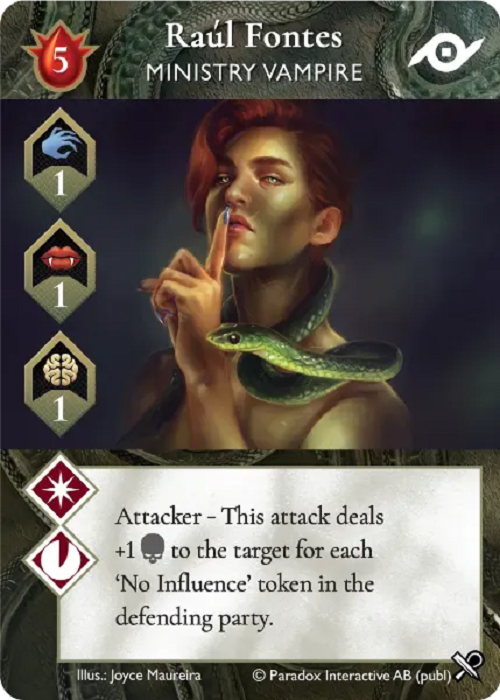 5
Raúl Fontes
MINISTRY VAMPIRE
1
1
1
Attacker – This attack deals
+1 to the target for each
‘No Influence’ token in the
defending party.
Illus.: Joyce Maureira
© Paradox Interactive AB (publ)